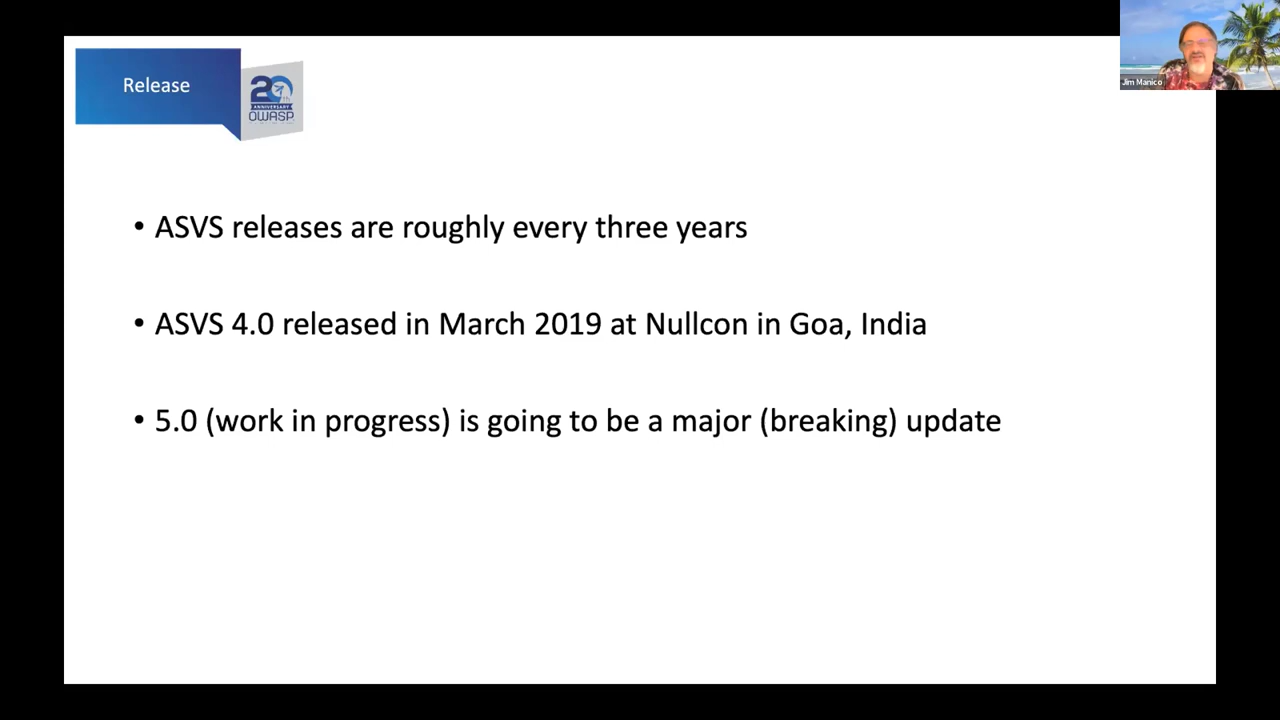 Release
20
ANNIVERSARY
OWASP
Jim Manico
• ASVS releases are roughly every three years
• ASVS 4.0 released in March 2019 at Nullcon in Goa, India
• 5.0 (work in progress) is going to be a major (breaking) update